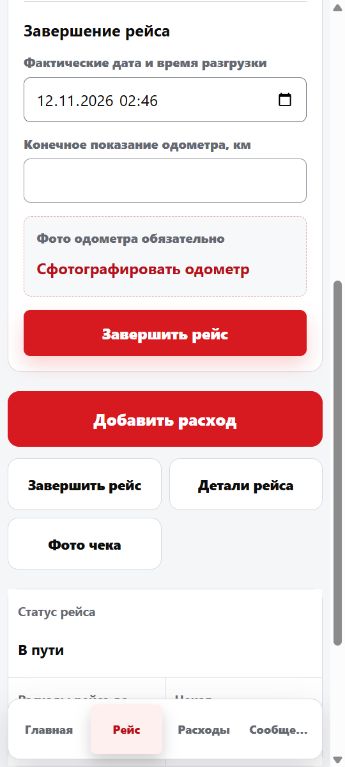 Завершение рейса
Фактические дата и время разгрузки
12.11.2026 02:46
Конечное показание одометра, км
Фото одометра обязательно
Сфотографировать одометр
Завершить рейс
Добавить расход
Завершить рейс
Детали рейса
Фото чека
Статус рейса
В пути
Главная
Рейс
Расходы
Сообще...